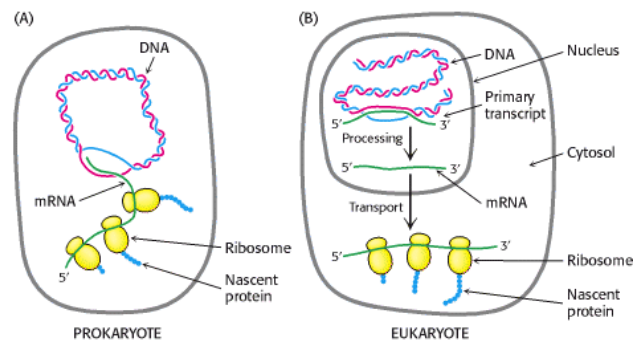 (A)
DNA
mRNA
Ribosome
5′
Nascent
protein
PROKARYOTE
(B)
DNA
Nucleus
Primary
transcript
5′
3′
Processing
Cytosol
5′
3′
mRNA
Transport
5′
3′
Ribosome
Nascent
protein
EUKARYOTE